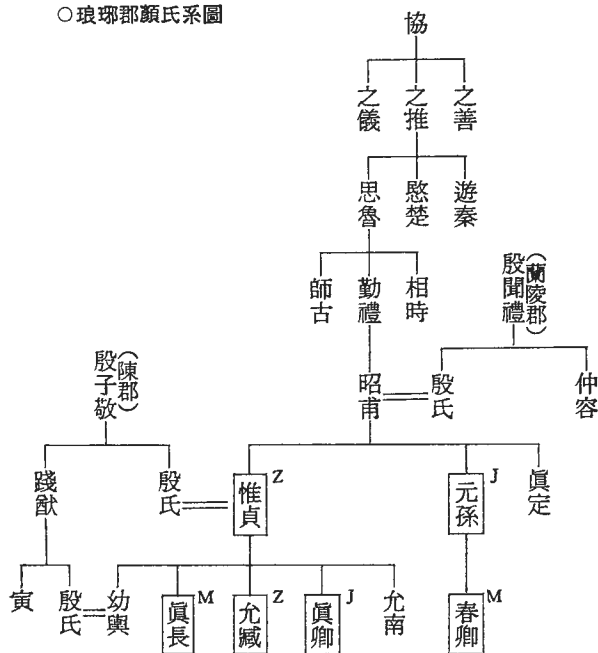 ○琅琊郡顏氏系圖
協
之善
之推
之儀
遊秦
愍楚
思魯
相時
勤禮
師古
(蘭陵郡)
殷聞禮
仲容
殷氏
昭甫
(陳郡)
殷子敬
眞定
元孫
J
惟貞
Z
殷氏
踐猷
春卿
M
允南
眞卿
J
允臧
Z
眞長
M
幼輿
殷氏
寅